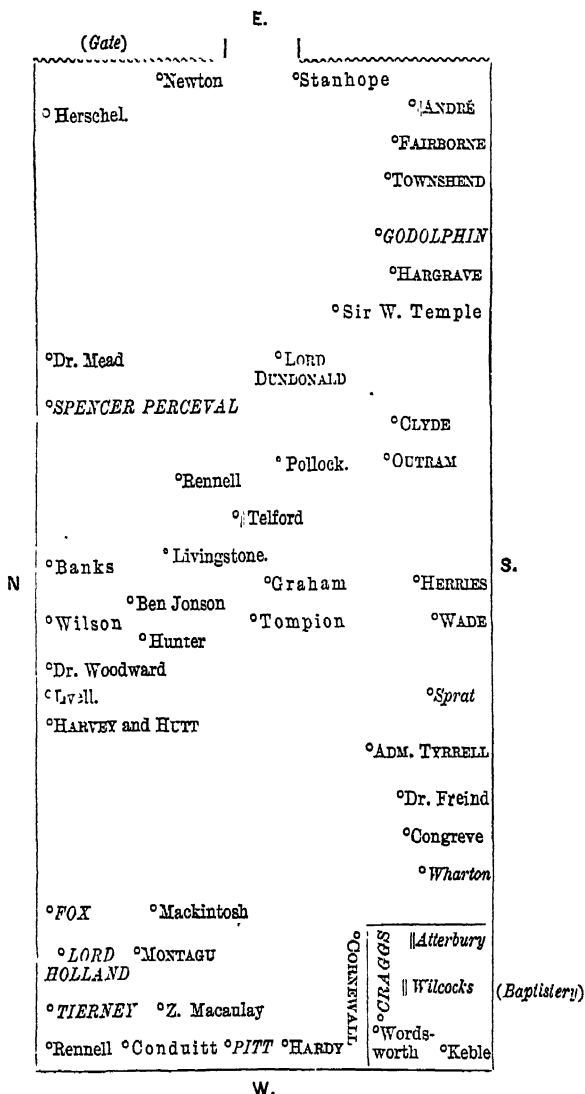 E.
(Gate)
°Newton °Stanhope
°ANDRÉ
°Herschel.
°FAIRBORNE
°TOWNSHEND
°GODOLPHIN
°HARGRAVE
°Sir W. Temple
°Dr. Mead °LORD
DUNDONALD
°SPENCER PERCEVAL
°CLYDE
°Pollock. °OUTRAM
°Rennell
°Telford
°Livingstone.
S.
°Banks
N
°Graham °HERRIES
°Ben Jonson
°Wilson °Tompion °WADE
°Hunter
°Dr. Woodward
°Lyell. °Sprat
°HARVEY and HUTT
°ADM. TYRRELL
°Dr. Freind
°Congreve
°Wharton
°FOX °Mackintosh
°CORNEWALL
°CRAGGS
||Atterbury
°LORD °MONTAGU
HOLLAND
||Wilcocks (Baptistery)
°TIERNEY °Z. Macaulay
°Words-
worth °Keble
°Rennell °Conduitt °PITT °HARDY
W.